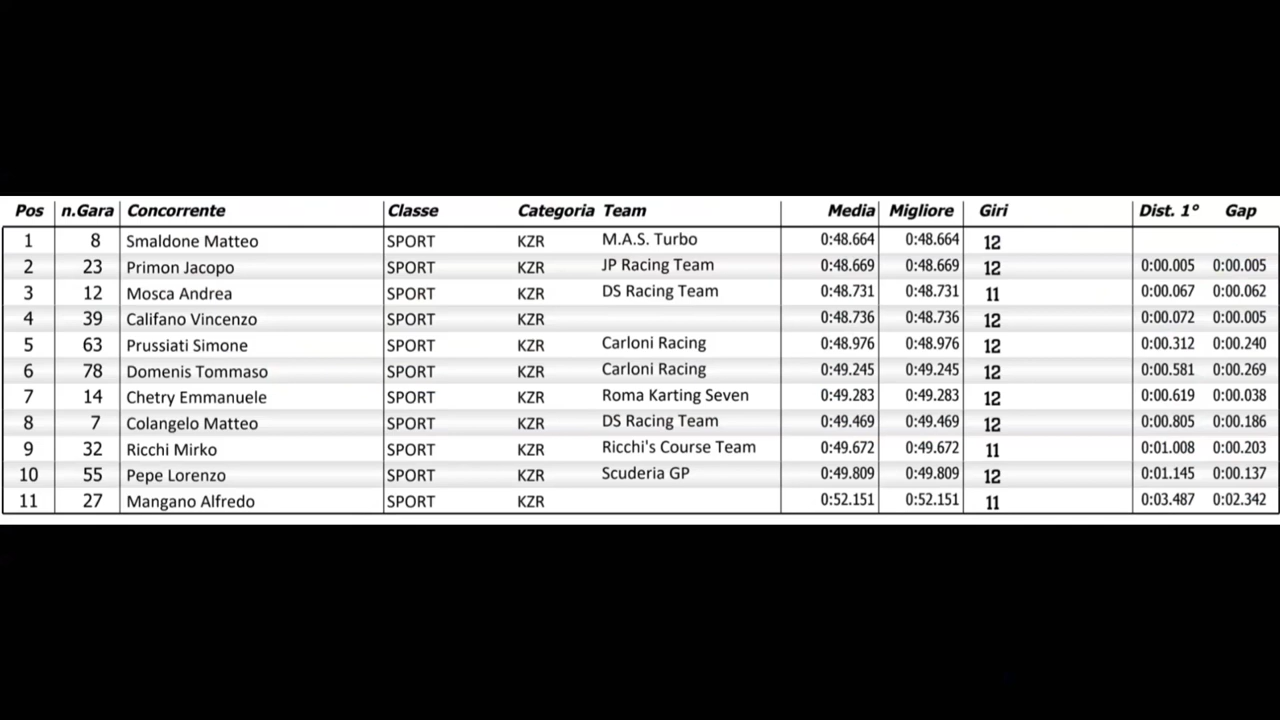 Pos n.Gara Concorrente Classe Categoria Team Media Migliore Giri Dist. 1° Gap
1 8 Smaldone Matteo SPORT KZR M.A.S. Turbo 0:48.664 0:48.664 12
2 23 Primon Jacopo SPORT KZR JP Racing Team 0:48.669 0:48.669 12 0:00.005 0:00.005
3 12 Mosca Andrea SPORT KZR DS Racing Team 0:48.731 0:48.731 11 0:00.067 0:00.062
4 39 Califano Vincenzo SPORT KZR 0:48.736 0:48.736 12 0:00.072 0:00.005
5 63 Prussiati Simone SPORT KZR Carloni Racing 0:48.976 0:48.976 12 0:00.312 0:00.240
6 78 Domenis Tommaso SPORT KZR Carloni Racing 0:49.245 0:49.245 12 0:00.581 0:00.269
7 14 Chetry Emmanuele SPORT KZR Roma Karting Seven 0:49.283 0:49.283 12 0:00.619 0:00.038
8 7 Colangelo Matteo SPORT KZR DS Racing Team 0:49.469 0:49.469 12 0:00.805 0:00.186
9 32 Ricchi Mirko SPORT KZR Ricchi's Course Team 0:49.672 0:49.672 11 0:01.008 0:00.203
10 55 Pepe Lorenzo SPORT KZR Scuderia GP 0:49.809 0:49.809 12 0:01.145 0:00.137
11 27 Mangano Alfredo SPORT KZR 0:52.151 0:52.151 11 0:03.487 0:02.342